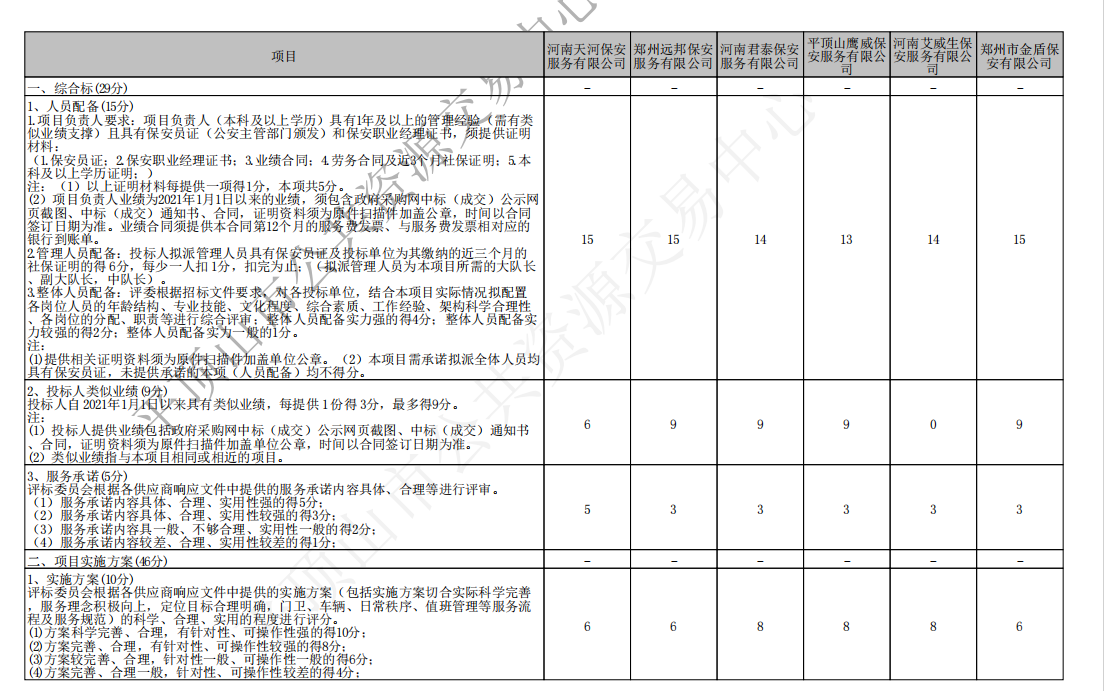 项目
河南天河保安
服务有限公司
郑州远邦保安
服务有限公司
河南君泰保安
服务有限公司
平顶山鹰威保
安服务有限公
司
河南艾威生保
安服务有限公
司
郑州市金盾保
安有限公司
一、综合标(29分) – – – – – –
1、人员配备(15分)
1.项目负责人要求：项目负责人（本科及以上学历）具有1年及以上的管理经验（需有类
似业绩支撑）且具有保安员证（公安主管部门颁发）和保安职业经理证书，须提供证明
材料：
（1.保安员证；2.保安职业经理证书；3.业绩合同；4.劳务合同及近3个月社保证明；5.本
科及以上学历证明；）
注：（1）以上证明材料每提供一项得1分，本项共5分。
(2）项目负责人业绩为2021年1月1日以来的业绩，须包含政府采购网中标（成交）公示网
页截图、中标（成交）通知书、合同，证明资料须为原件扫描件加盖公章，时间以合同
签订日期为准。业绩合同须提供本合同第12个月的服务费发票、与服务费发票相对应的
银行到账单。
2.管理人员配备：投标人拟派管理人员具有保安员证及投标单位为其缴纳的近三个月的
社保证明的得6分，每少一人扣1分，扣完为止；（拟派管理人员为本项目所需的大队长
、副大队长，中队长）。
3.整体人员配备：评委根据招标文件要求，对各投标单位，结合本项目实际情况拟配置
各岗位人员的年龄结构、专业技能、文化程度、综合素质、工作经验、架构科学合理性
、各岗位的分配、职责等进行综合评审；整体人员配备实力强的得4分；整体人员配备实
力较强的得2分；整体人员配备实力一般的1分。
注：
(1)提供相关证明资料须为原件扫描件加盖单位公章。（2）本项目需承诺拟派全体人员均
具有保安员证，未提供承诺的本项（人员配备）均不得分。
15 15 14 13 14 15
2、投标人类似业绩(9分)
投标人自2021年1月1日以来具有类似业绩，每提供1份得3分，最多得9分。
注：
(1）投标人提供业绩包括政府采购网中标（成交）公示网页截图、中标（成交）通知书
、合同，证明资料须为原件扫描件加盖单位公章，时间以合同签订日期为准。
(2）类似业绩指与本项目相同或相近的项目。
6 9 9 9 0 9
3、服务承诺(5分)
评标委员会根据各供应商响应文件中提供的服务承诺内容具体、合理等进行评审。
（1）服务承诺内容具体、合理、实用性强的得5分；
（2）服务承诺内容具体、合理、实用性较强的得3分；
（3）服务承诺内容具一般、不够合理、实用性一般的得2分；
（4）服务承诺内容较差、合理、实用性较差的得1分；
5 3 3 3 3 3
二、项目实施方案(46分) – – – – – –
1、实施方案(10分)
评标委员会根据各供应商响应文件中提供的实施方案（包括实施方案切合实际科学完善
，服务理念积极向上，定位目标合理明确，门卫、车辆、日常秩序、值班管理等服务流
程及服务规范）的科学、合理、实用的程度进行评分。
(1)方案科学完善、合理，有针对性、可操作性强的得10分；
(2)方案完善、合理，有针对性、可操作性较强的得8分；
(3)方案较完善、合理，针对性一般、可操作性一般的得6分；
(4)方案完善、合理一般，针对性、可操作性较差的得4分；
6 6 8 8 8 6
平顶山市公共资源交易中心
顶山市公共资源交易中心